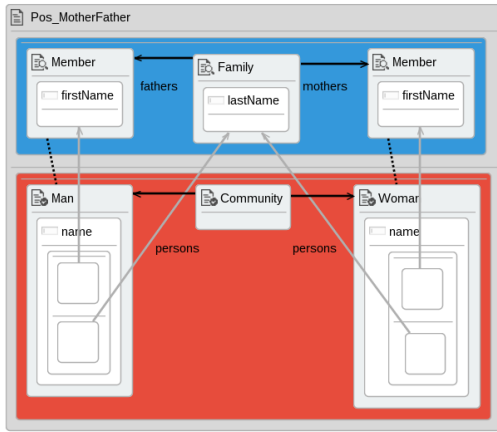 Pos_MotherFather
Member
Family
Member
firstName
fathers
lastName
mothers
firstName
Man
Community
Woman
name
persons
persons
name